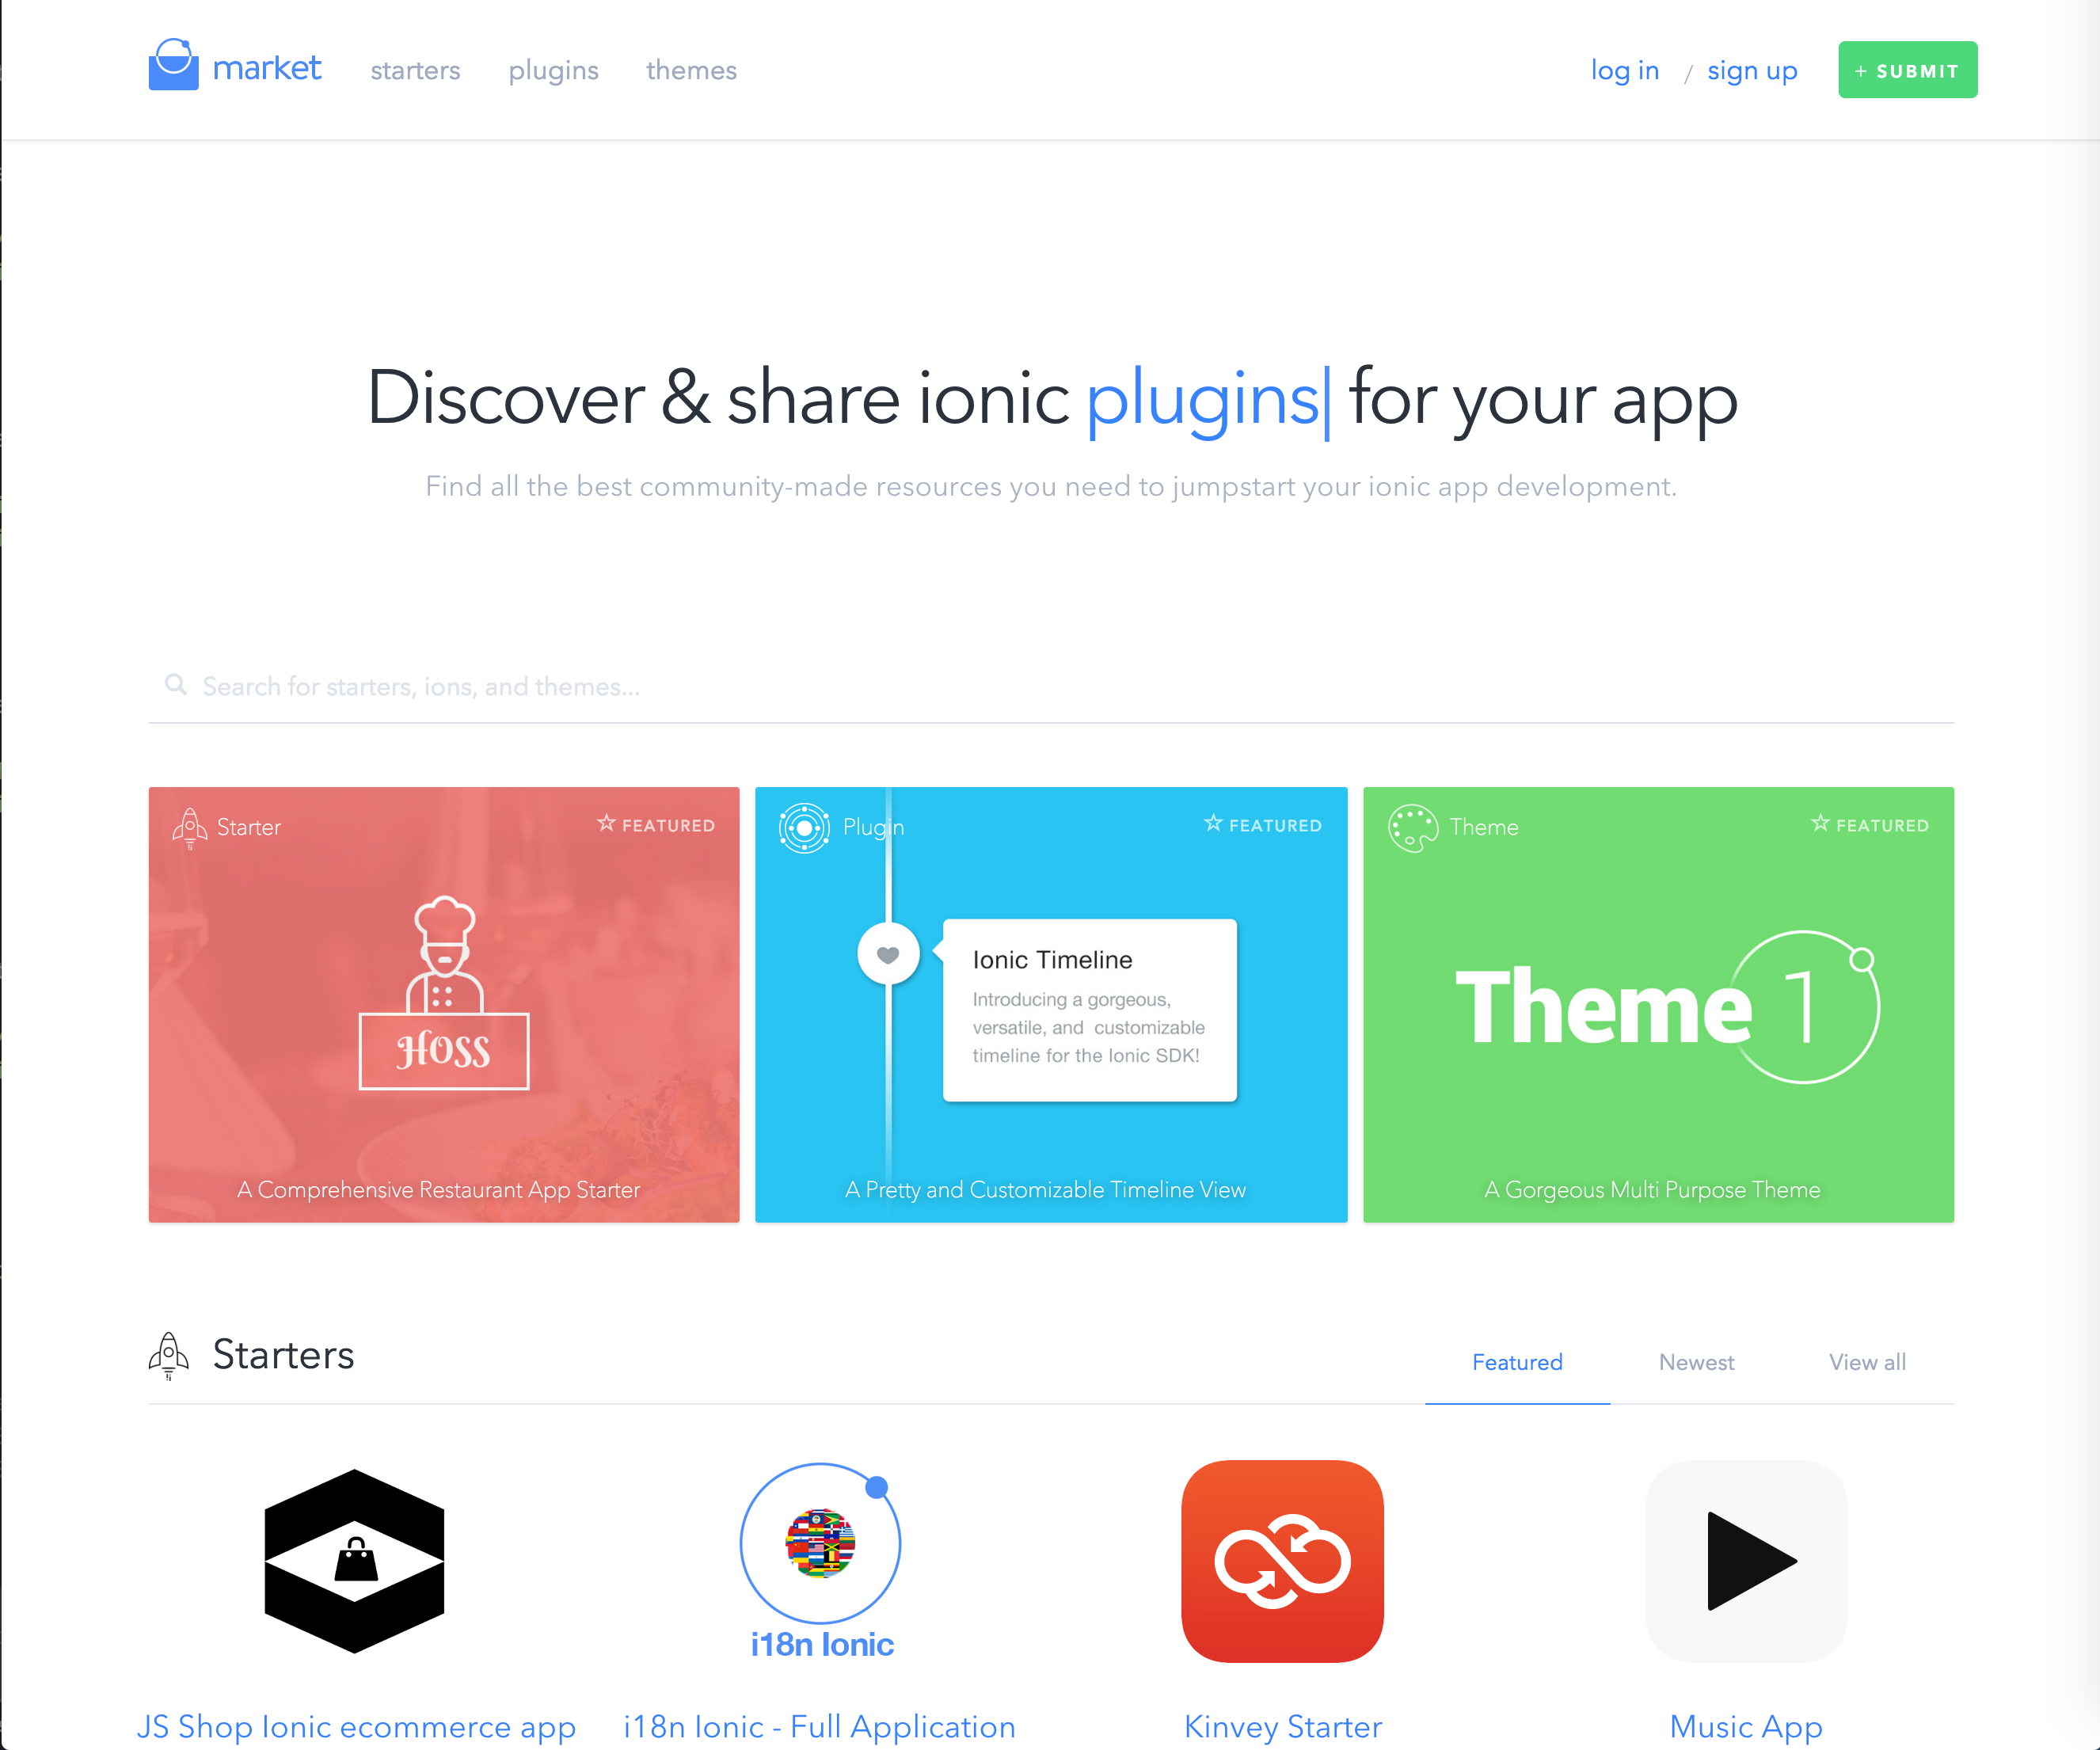 market starters plugins themes log in / sign up + SUBMIT
Discover & share ionic plugins| for your app
Find all the best community-made resources you need to jumpstart your ionic app development.
Search for starters, ions, and themes...
Starter FEATURED
Hoss
A Comprehensive Restaurant App Starter
Plugin FEATURED
Ionic Timeline
Introducing a gorgeous,
versatile, and customizable
timeline for the Ionic SDK!
A Pretty and Customizable Timeline View
Theme FEATURED
Theme 1
A Gorgeous Multi Purpose Theme
Starters Featured Newest View all
i18n Ionic
JS Shop Ionic ecommerce app
i18n Ionic - Full Application
Kinvey Starter
Music App